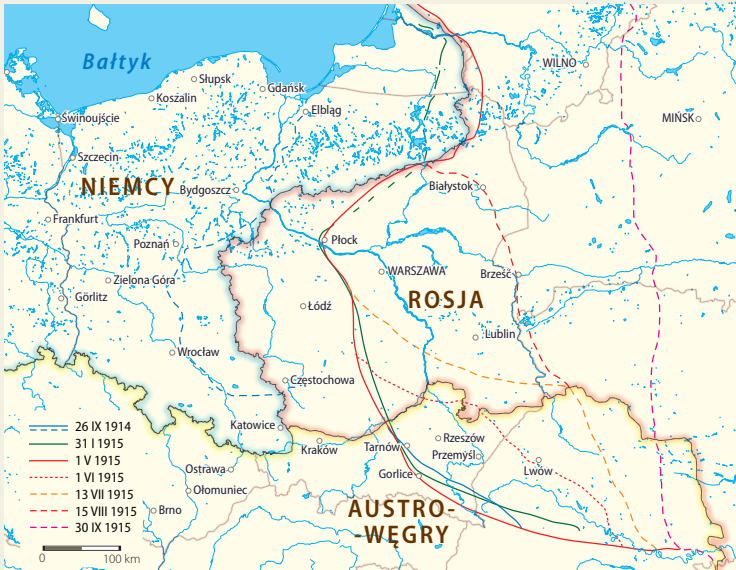 Bałtyk
Słupsk
Gdańsk
Koszalin
Elbląg
Świnoujście
Szczecin
WILNO
MIŃSK
NIEMCY
Bydgoszcz
Białystok
Frankfurt
Poznań
Płock
WARSZAWA
Brześć
Zielona Góra
Görlitz
ROSJA
Łódź
Lublin
Wrocław
Częstochowa
Katowice
Kraków
Tarnów
Rzeszów
Przemyśl
Lwów
Gorlice
Ostrawa
Ołomuniec
Brno
AUSTRO-
-WĘGRY
26 IX 1914
31 I 1915
1 V 1915
1 VI 1915
13 VII 1915
15 VIII 1915
30 IX 1915
0 100 km